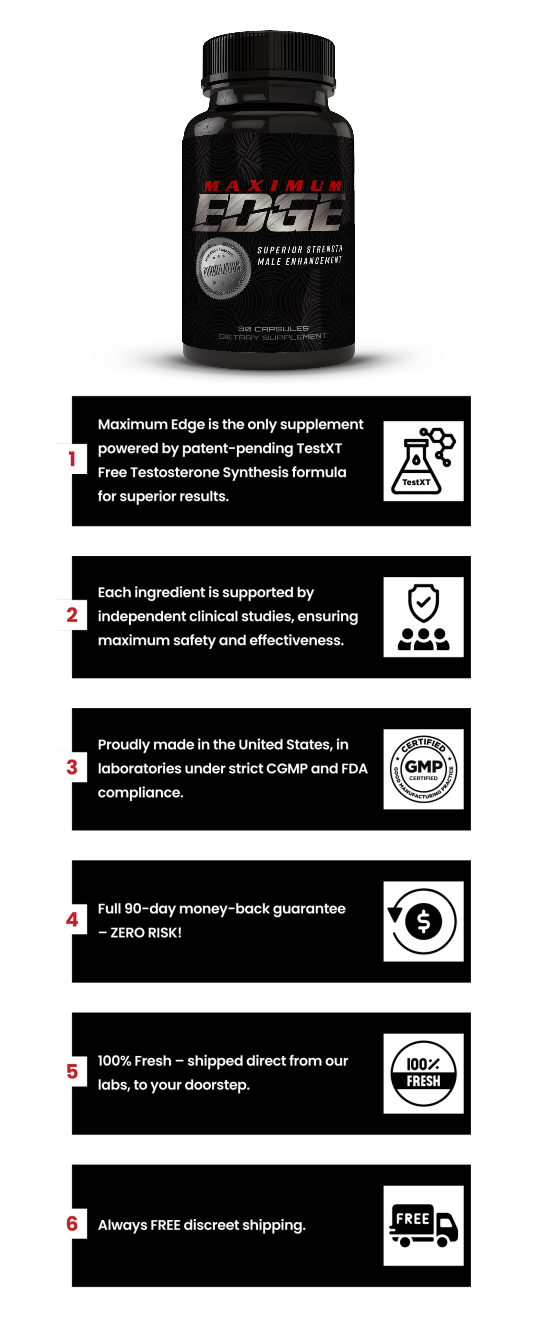 MAXIMUM
EDGE
SUPERIOR STRENGTH
MALE ENHANCEMENT
30 CAPSULES
DIETARY SUPPLEMENT
1
Maximum Edge is the only supplement
powered by patent-pending TestXT
Free Testosterone Synthesis formula
for superior results.
TestXT
2
Each ingredient is supported by
independent clinical studies, ensuring
maximum safety and effectiveness.
3
Proudly made in the United States, in
laboratories under strict CGMP and FDA
compliance.
CERTIFIED
GMP
CERTIFIED
GOOD MANUFACTURING PRACTICE
4
Full 90-day money-back guarantee
– ZERO RISK!
$
5
100% Fresh – shipped direct from our
labs, to your doorstep.
100%
FRESH
6
Always FREE discreet shipping.
FREE